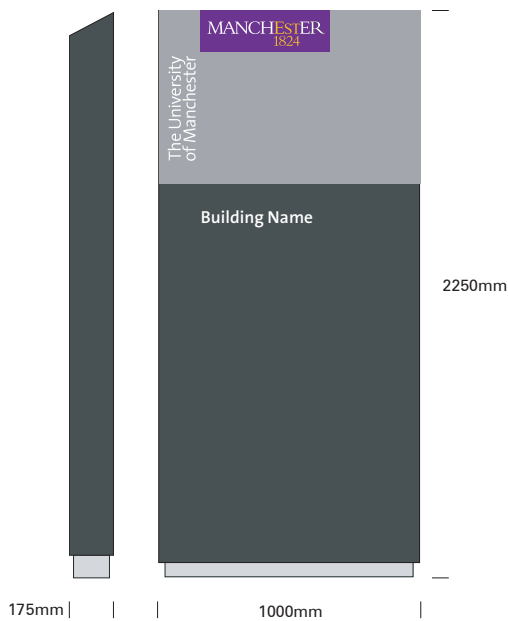 MANCHEstER
1824
The University
of Manchester
Building Name
2250mm
175mm
1000mm